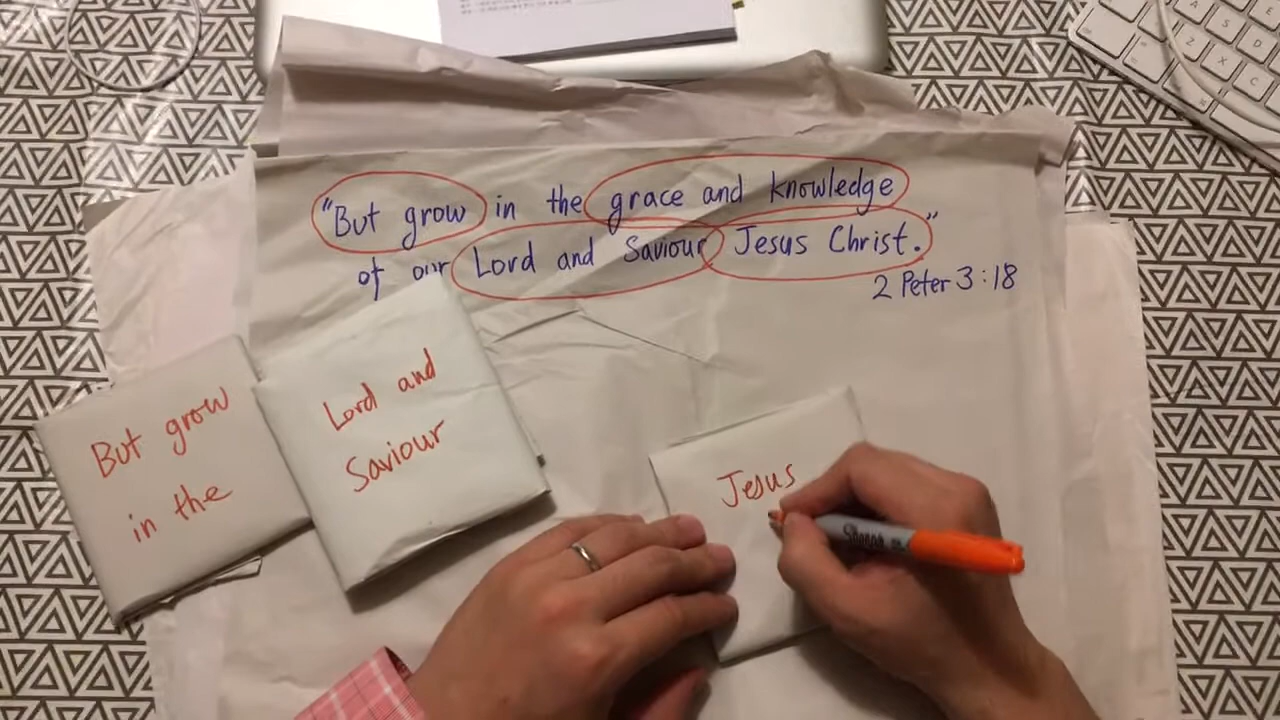 "But grow in the grace and knowledge
of our Lord and Saviour Jesus Christ."
2 Peter 3:18
But grow
in the
Lord and
Saviour
Jesus
Sharpie